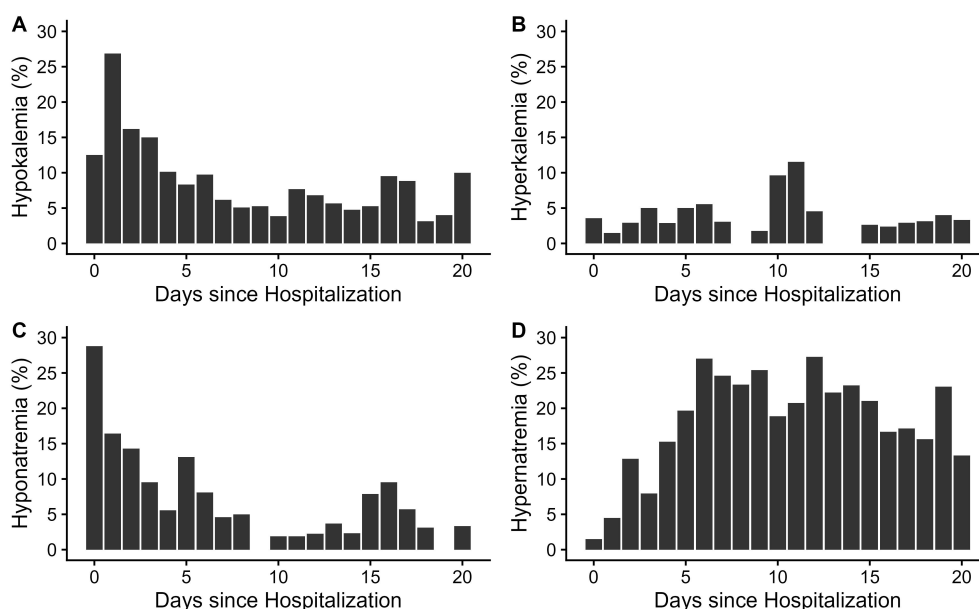 A
Hypokalemia (%)
30
25
20
15
10
5
0
0 5 10 15 20
Days since Hospitalization
B
Hyperkalemia (%)
30
25
20
15
10
5
0
0 5 10 15 20
Days since Hospitalization
C
Hyponatremia (%)
30
25
20
15
10
5
0
0 5 10 15 20
Days since Hospitalization
D
Hypernatremia (%)
30
25
20
15
10
5
0
0 5 10 15 20
Days since Hospitalization